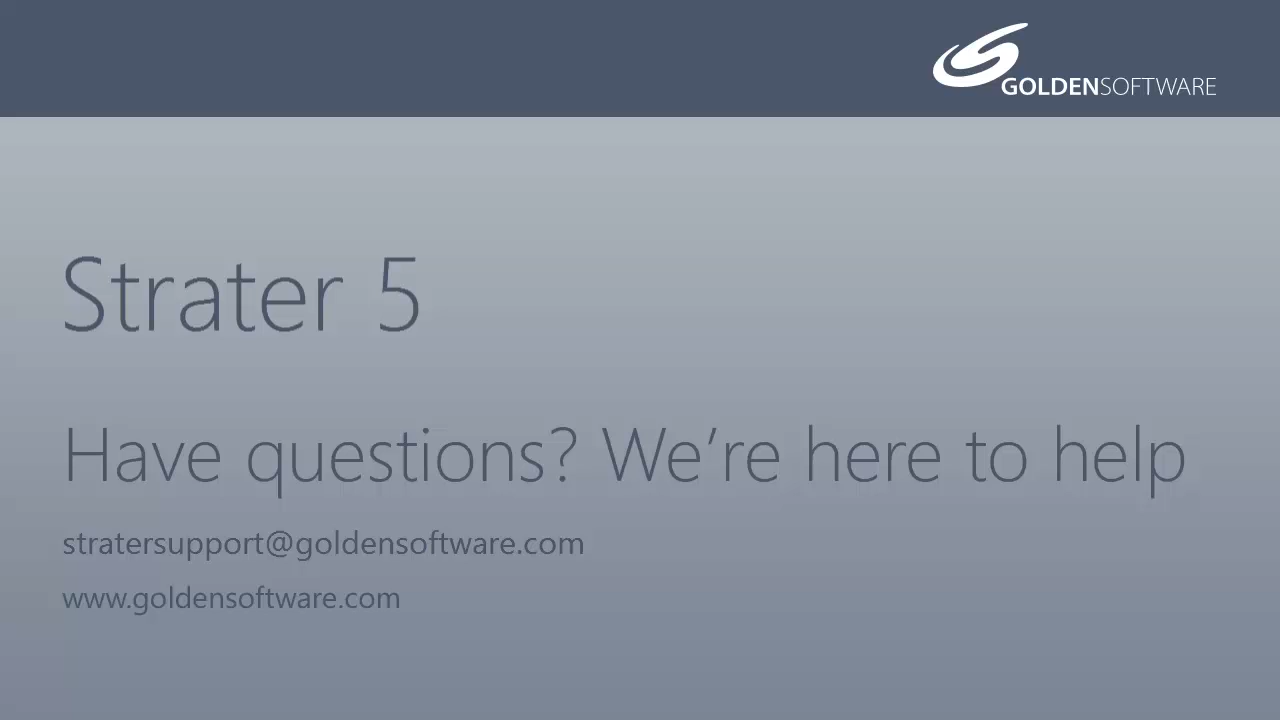 GOLDENSOFTWARE
Strater 5
Have questions? We’re here to help
stratersupport@goldensoftware.com
www.goldensoftware.com